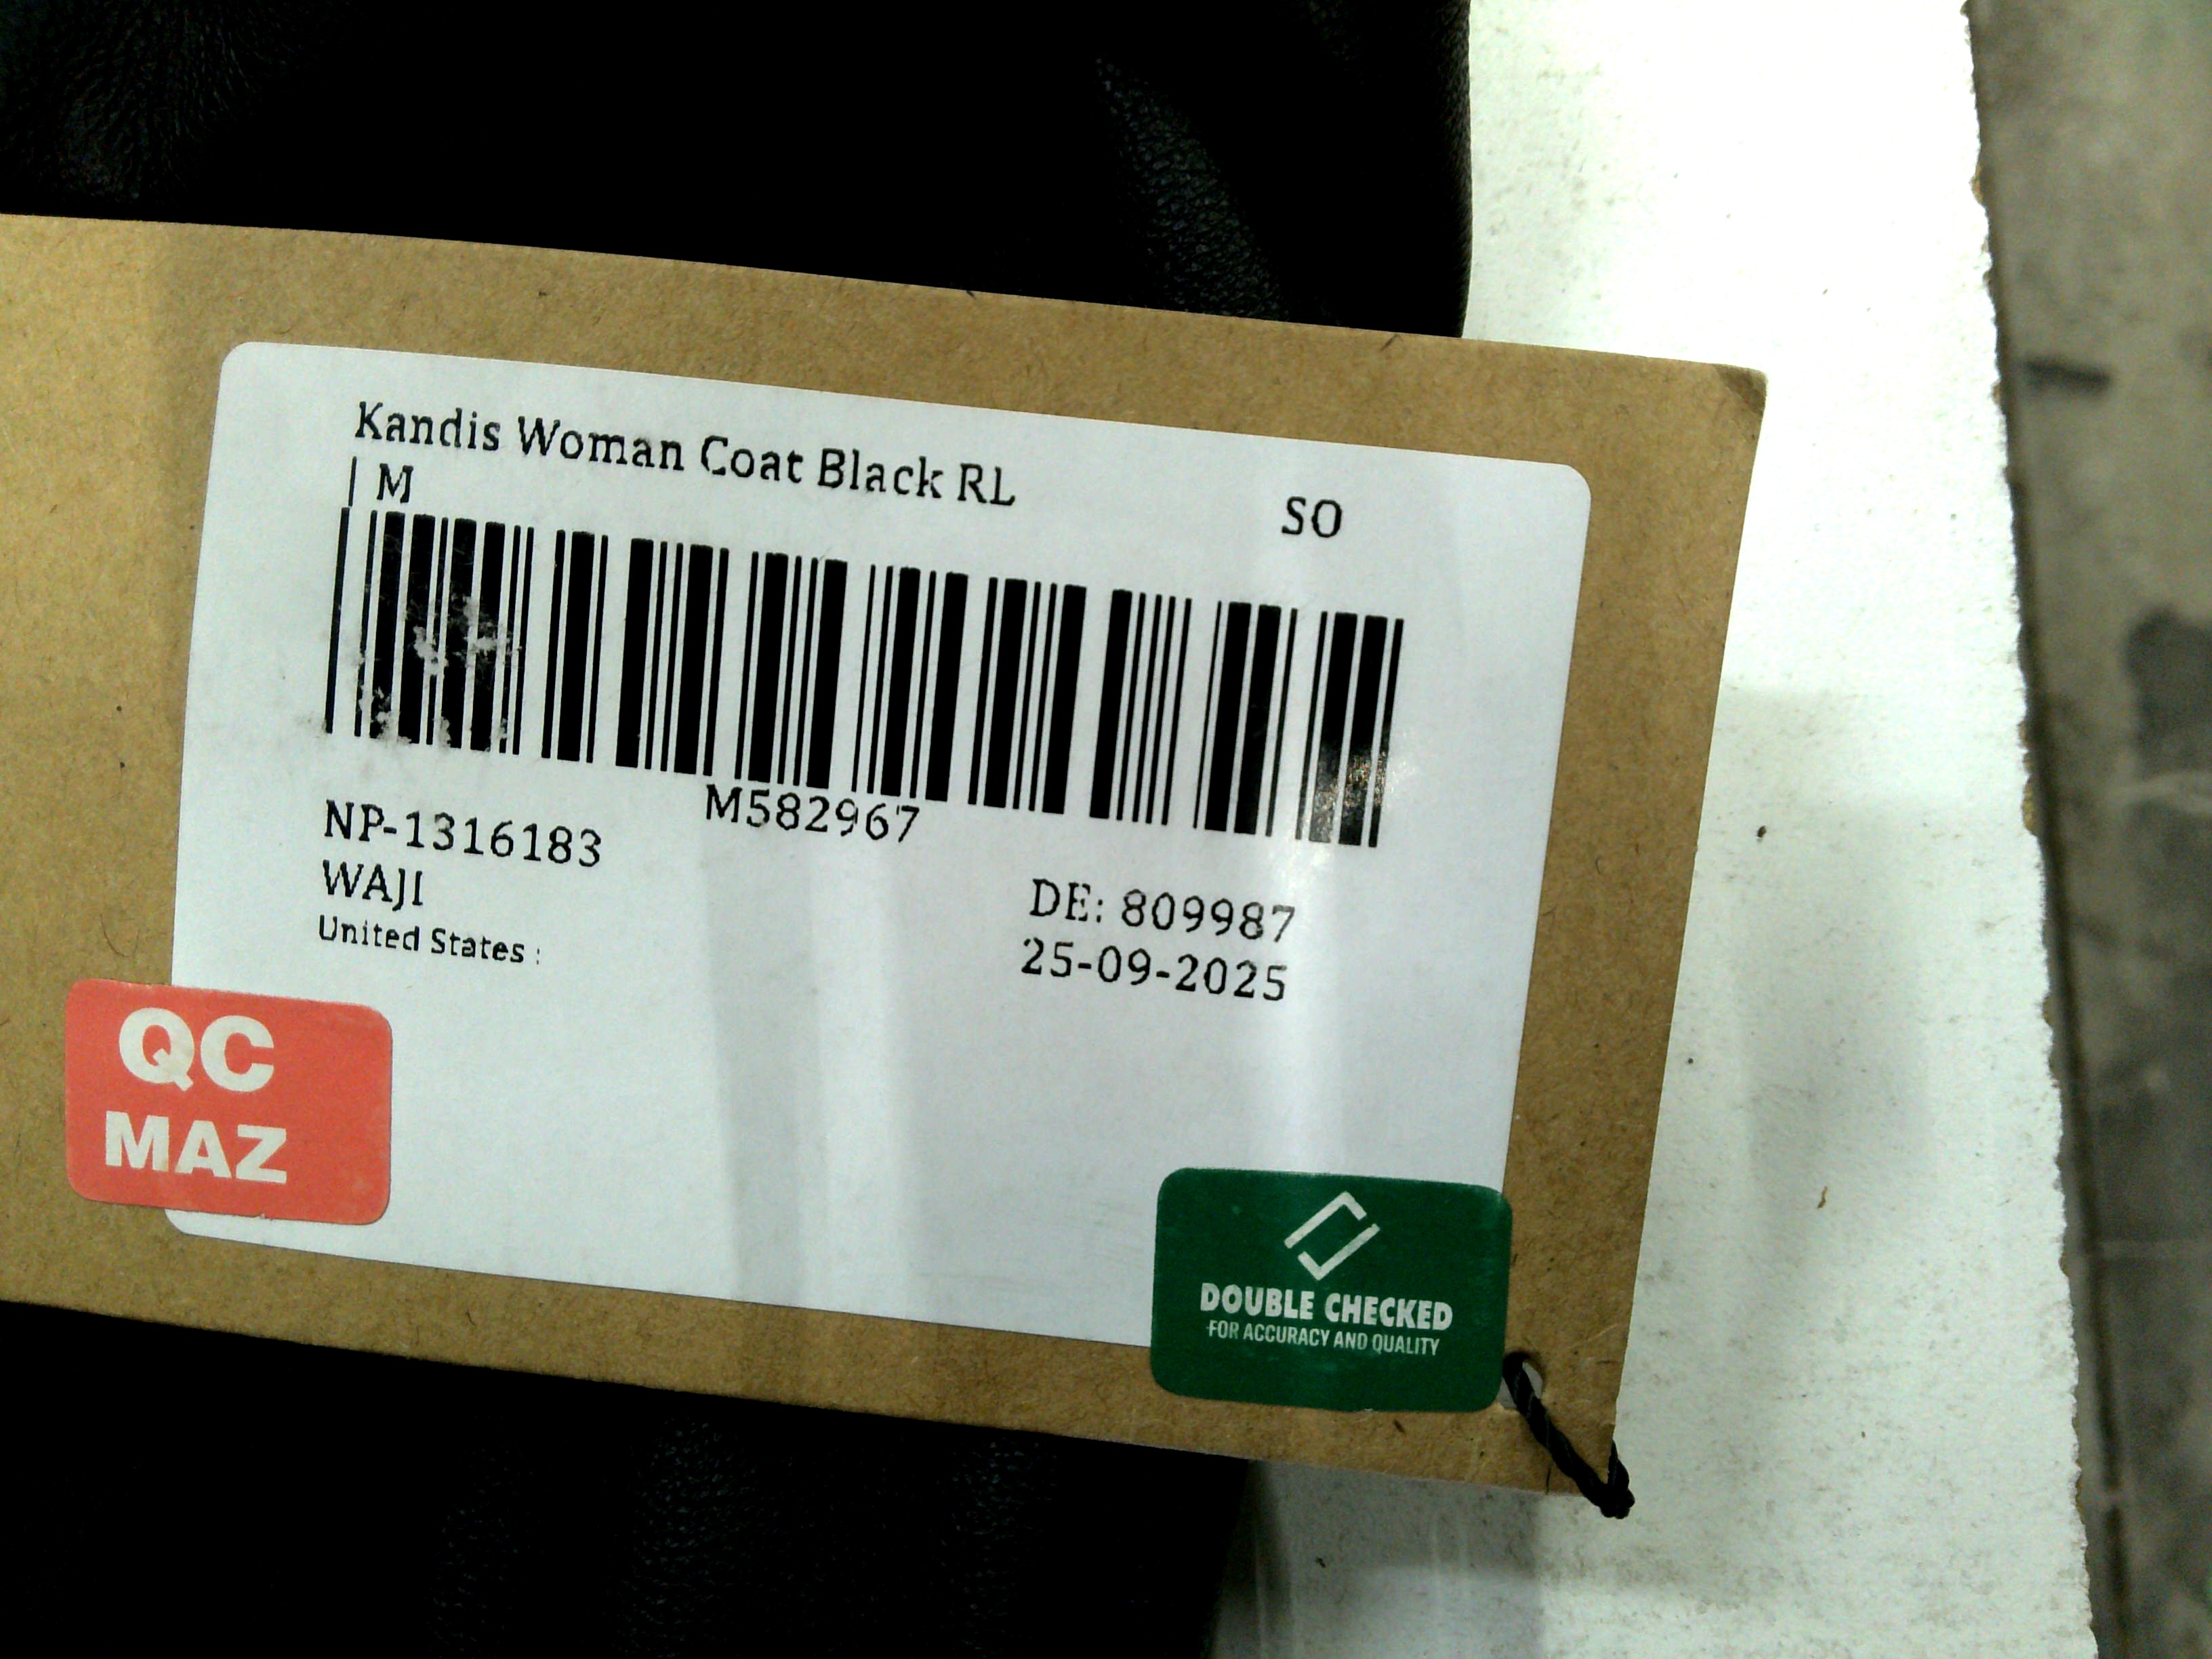 Kandis Woman Coat Black RL
| M
SO
M582967
NP-1316183
WAJI
United States :
DE: 809987
25-09-2025
QC
MAZ
DOUBLE CHECKED
FOR ACCURACY AND QUALITY